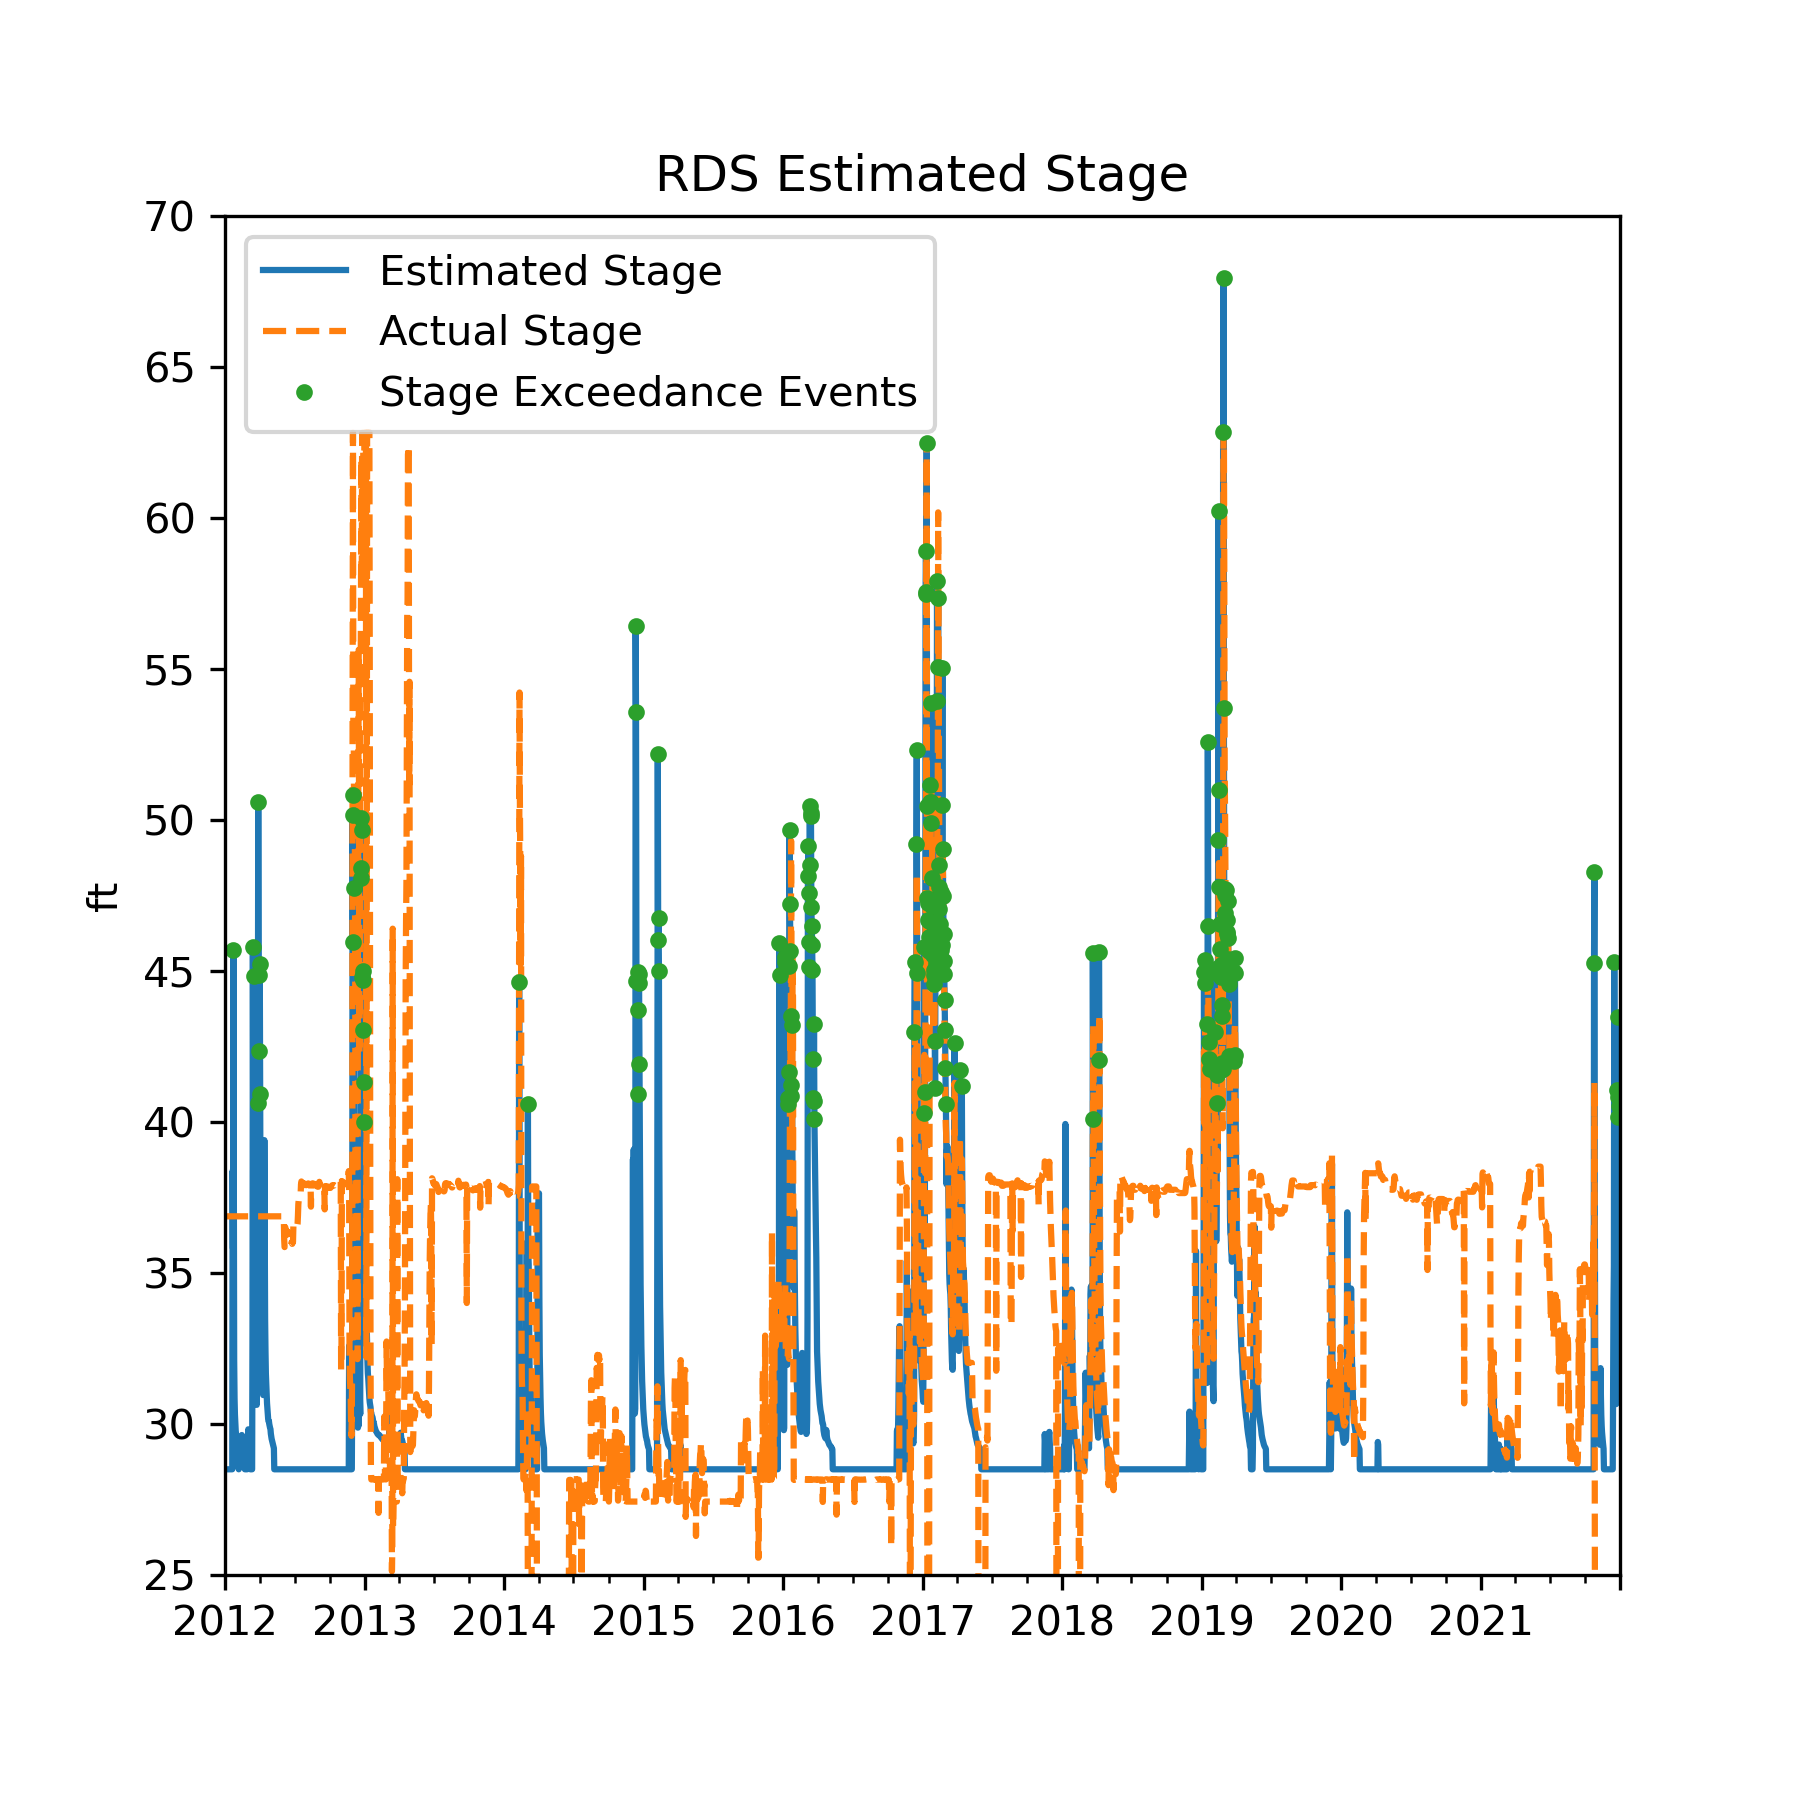 RDS Estimated Stage
70
65
60
55
50
45
40
35
30
25
ft
Estimated Stage
Actual Stage
Stage Exceedance Events
2012 2013 2014 2015 2016 2017 2018 2019 2020 2021